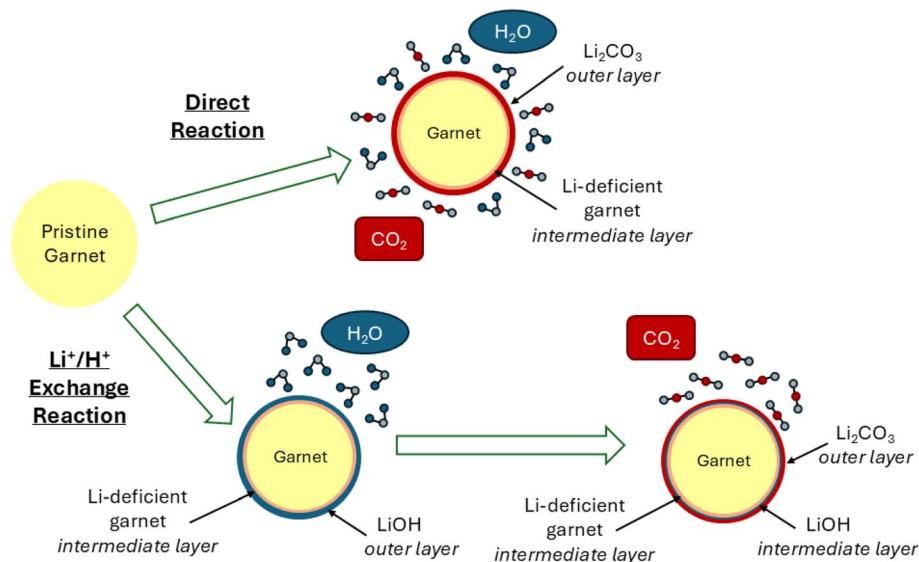 H₂O
Li₂CO₃
outer layer
Direct
Reaction
Garnet
Li-deficient
garnet
intermediate layer
CO₂
Pristine
Garnet
Li⁺/H⁺
Exchange
Reaction
H₂O
CO₂
Garnet
Li-deficient
garnet
intermediate layer
LiOH
outer layer
Garnet
Li₂CO₃
outer layer
Li-deficient
garnet
intermediate layer
LiOH
intermediate layer